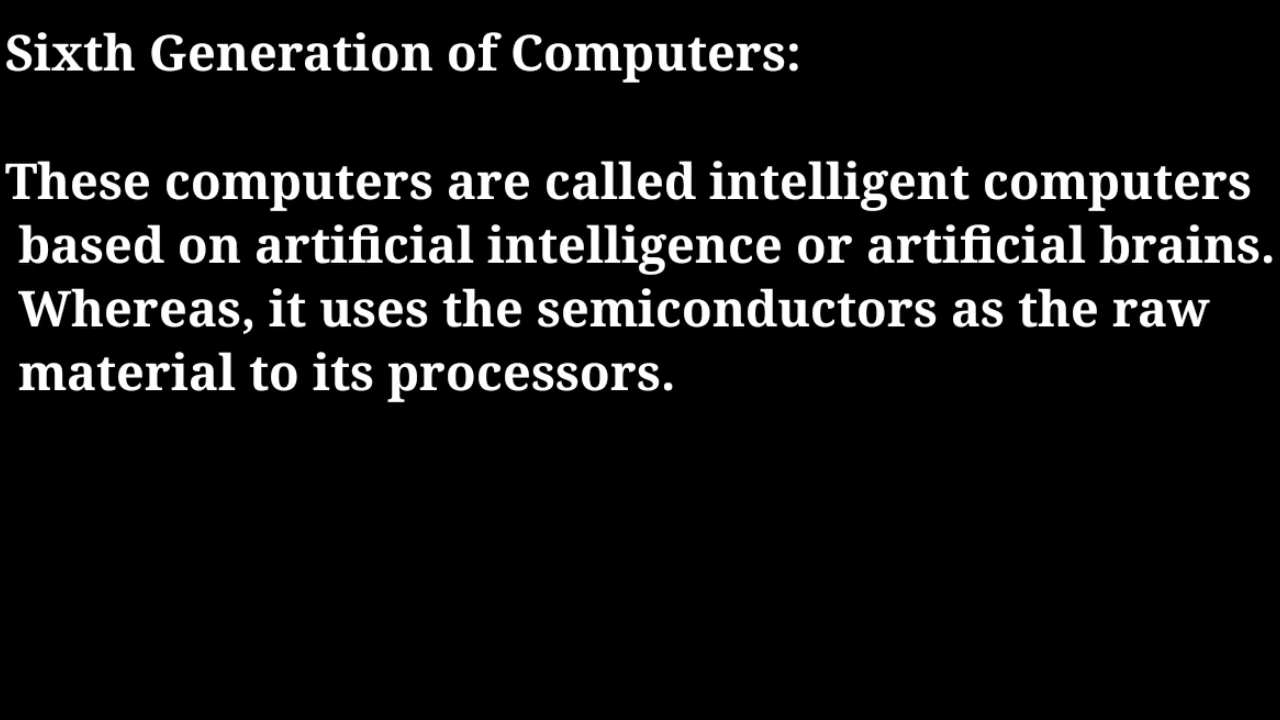 Sixth Generation of Computers:
These computers are called intelligent computers
based on artificial intelligence or artificial brains.
Whereas, it uses the semiconductors as the raw
material to its processors.